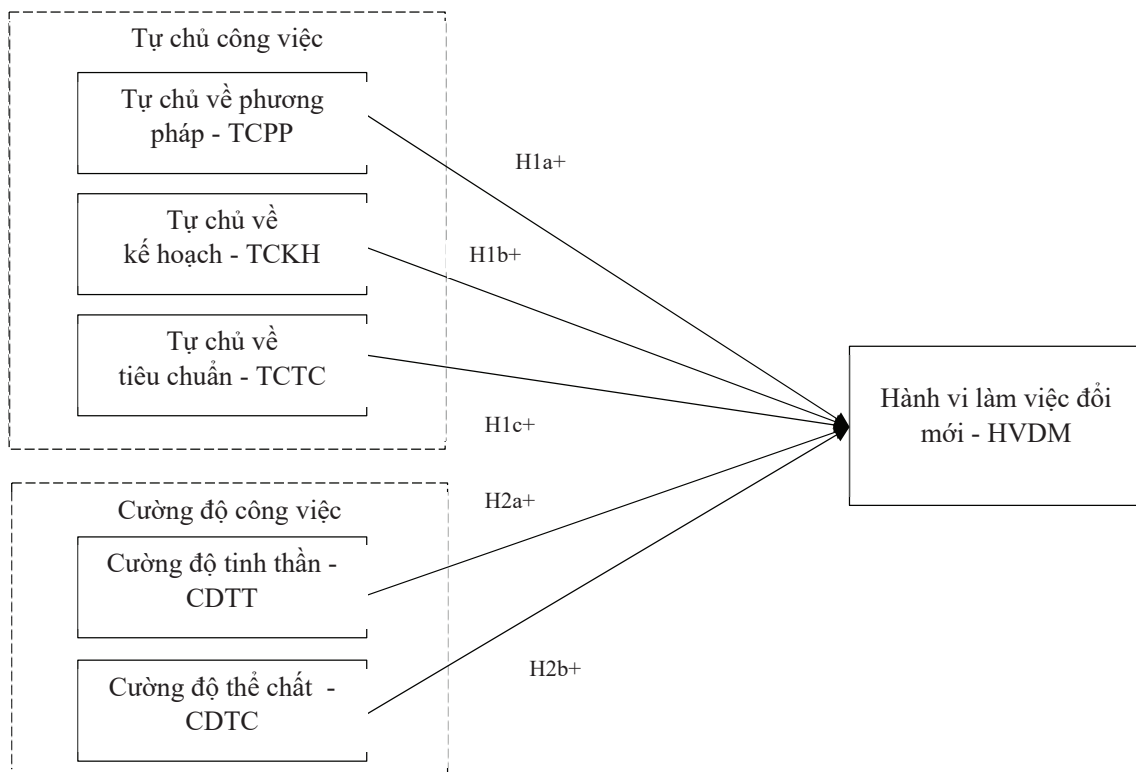 Tự chủ công việc
Tự chủ về phương
pháp - TCPP
H1a+
Tự chủ về
kế hoạch - TCKH
H1b+
Tự chủ về
tiêu chuẩn - TCTC
H1c+
Hành vi làm việc đổi
mới - HVDM
Cường độ công việc
H2a+
Cường độ tinh thần -
CDTT
H2b+
Cường độ thể chất -
CDTC